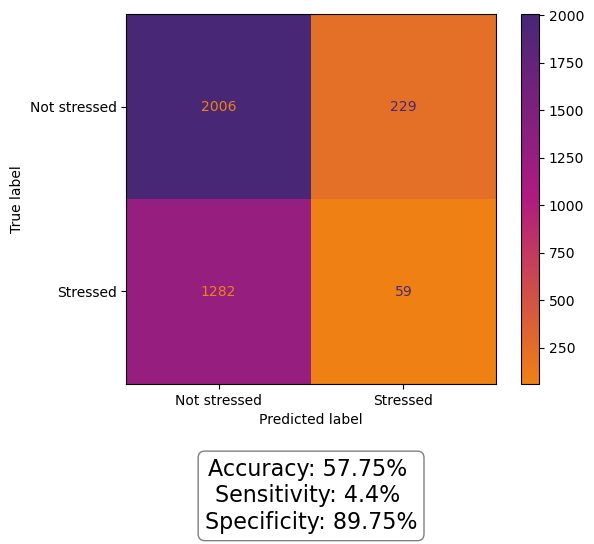 2000
1750
1500
1250
1000
750
500
250
True label
Not stressed
2006 229
Stressed
1282 59
Not stressed Stressed
Predicted label
Accuracy: 57.75%
Sensitivity: 4.4%
Specificity: 89.75%